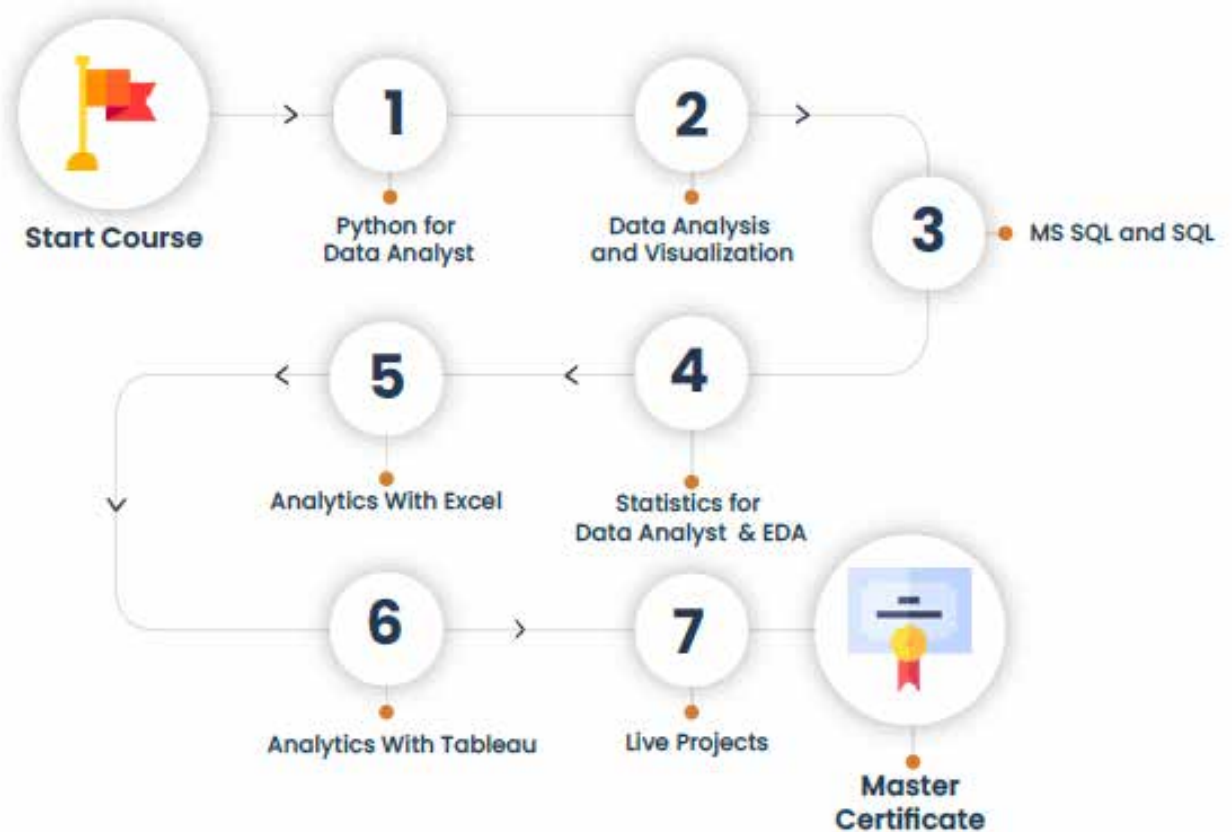 Start Course
1
Python for
Data Analyst
2
Data Analysis
and Visualization
3
MS SQL and SQL
4
Statistics for
Data Analyst & EDA
5
Analytics With Excel
6
Analytics With Tableau
7
Live Projects
Master
Certificate